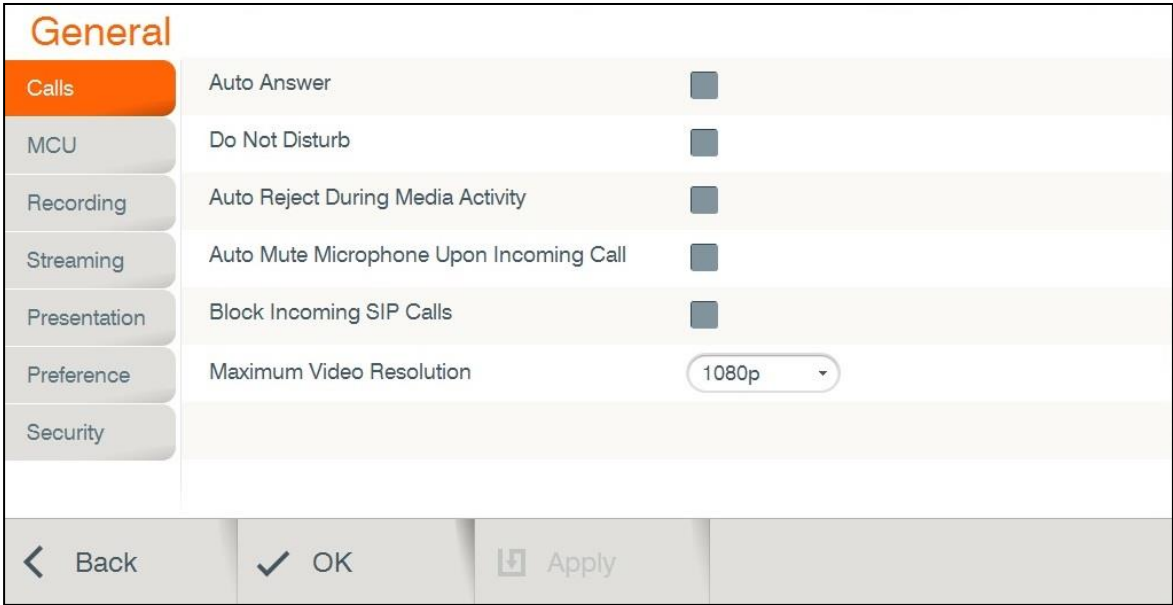 General
Calls
Auto Answer
MCU
Do Not Disturb
Recording
Auto Reject During Media Activity
Streaming
Auto Mute Microphone Upon Incoming Call
Presentation
Block Incoming SIP Calls
Preference
Maximum Video Resolution
1080p
Security
Back
OK
Apply